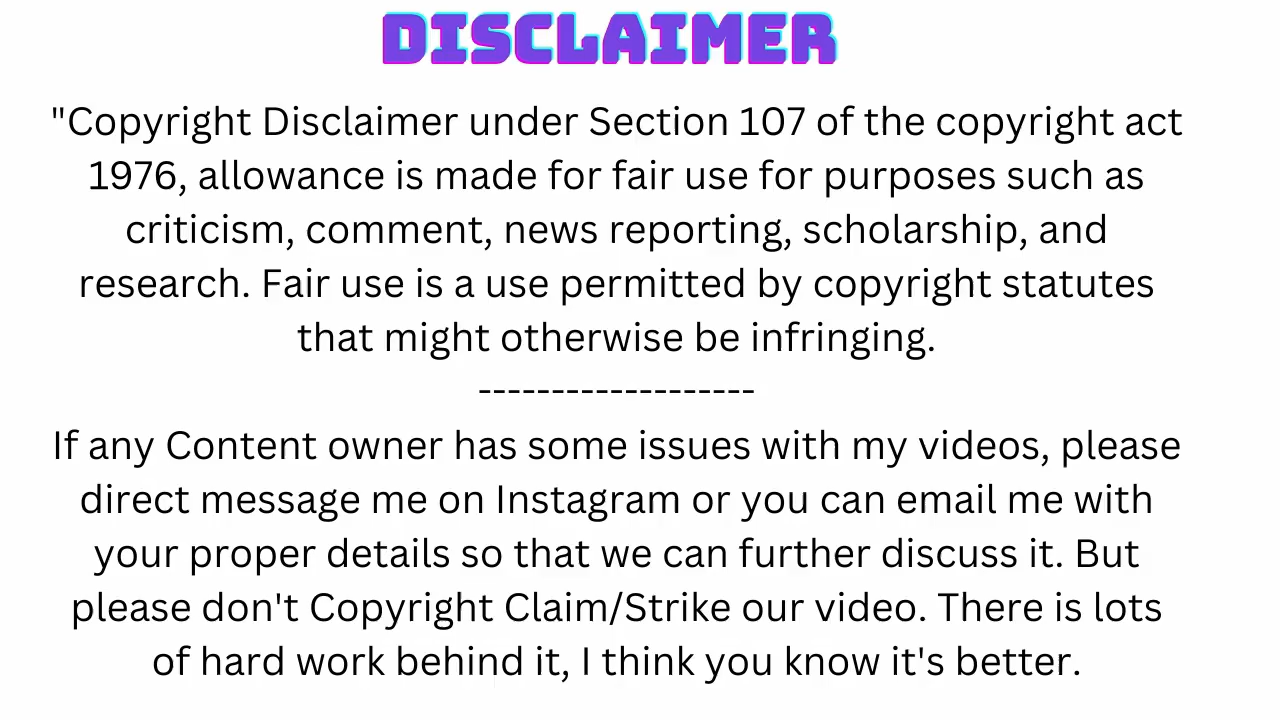 DISCLAIMER
"Copyright Disclaimer under Section 107 of the copyright act
1976, allowance is made for fair use for purposes such as
criticism, comment, news reporting, scholarship, and
research. Fair use is a use permitted by copyright statutes
that might otherwise be infringing.
-------------------
If any Content owner has some issues with my videos, please
direct message me on Instagram or you can email me with
your proper details so that we can further discuss it. But
please don't Copyright Claim/Strike our video. There is lots
of hard work behind it, I think you know it's better.